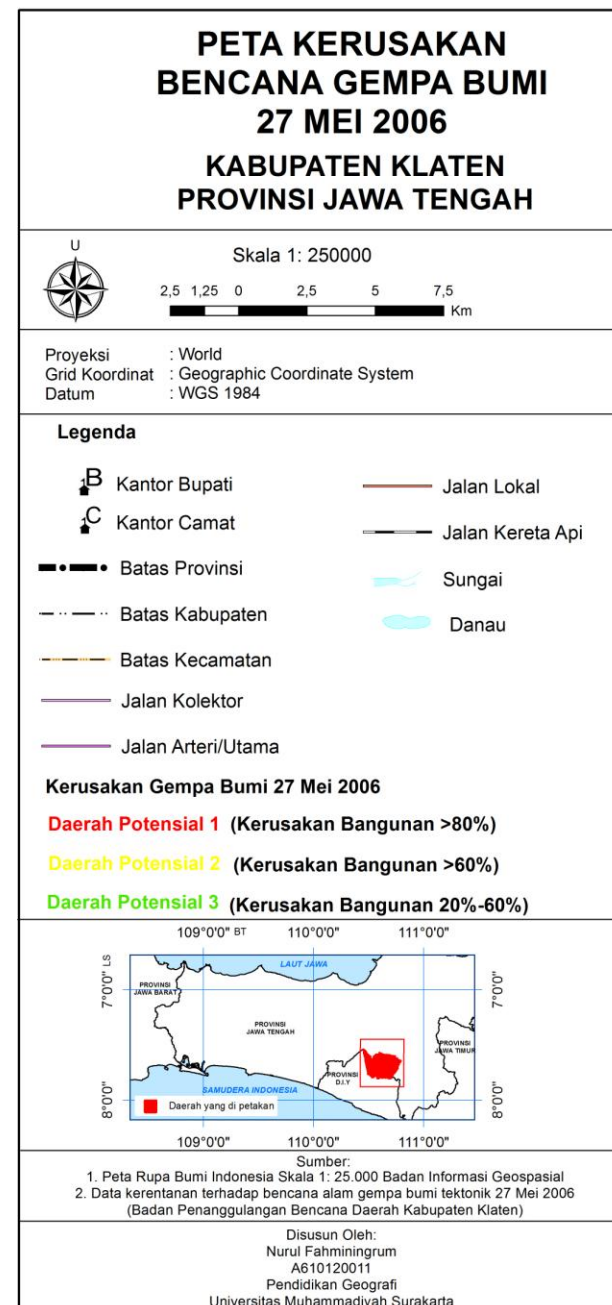 PETA KERUSAKAN
BENCANA GEMPA BUMI
27 MEI 2006
KABUPATEN KLATEN
PROVINSI JAWA TENGAH
U
Skala 1: 250000
2,5 1,25 0 2,5 5 7,5
Km
Proyeksi : World
Grid Koordinat : Geographic Coordinate System
Datum : WGS 1984
Legenda
B Kantor Bupati
C Kantor Camat
Batas Provinsi
Batas Kabupaten
Batas Kecamatan
Jalan Kolektor
Jalan Arteri/Utama
Jalan Lokal
Jalan Kereta Api
Sungai
Danau
Kerusakan Gempa Bumi 27 Mei 2006
Daerah Potensial 1 (Kerusakan Bangunan >80%)
Daerah Potensial 2 (Kerusakan Bangunan >60%)
Daerah Potensial 3 (Kerusakan Bangunan 20%-60%)
109°0'0" BT 110°0'0" 111°0'0"
7°0'0" LS
7°0'0"
LAUT JAWA
PROVINSI
JAWA BARAT
PROVINSI
JAWA TENGAH
PROVINSI
JAWA TIMUR
PROVINSI
D.I.Y
SAMUDERA INDONESIA
8°0'0"
8°0'0"
Daerah yang di petakan
109°0'0" 110°0'0" 111°0'0"
Sumber:
1. Peta Rupa Bumi Indonesia Skala 1: 25.000 Badan Informasi Geospasial
2. Data kerentanan terhadap bencana alam gempa bumi tektonik 27 Mei 2006
(Badan Penanggulangan Bencana Daerah Kabupaten Klaten)
Disusun Oleh:
Nurul Fahminingrum
A610120011
Pendidikan Geografi
Universitas Muhammadiyah Surakarta